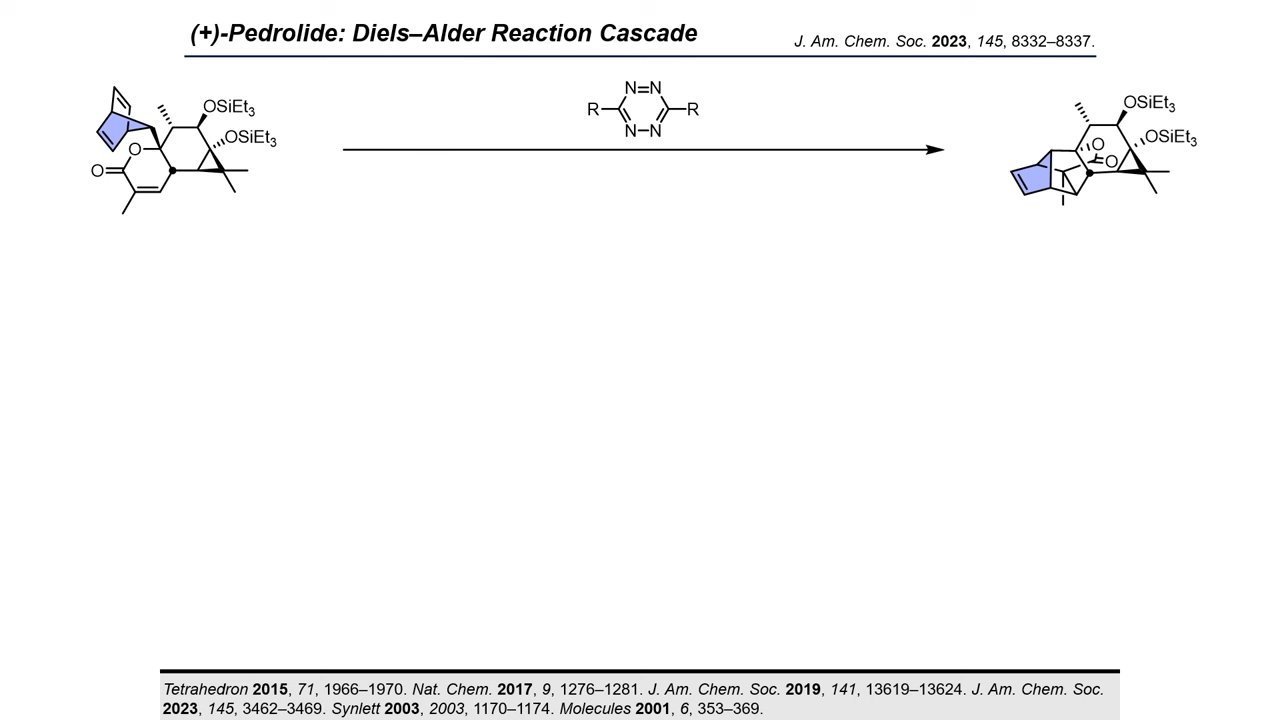 (+)-Pedrolide: Diels–Alder Reaction Cascade
J. Am. Chem. Soc. 2023, 145, 8332–8337.
OSiEt3
OSiEt3
O
O
N=N
R
R
N–N
OSiEt3
OSiEt3
O
O
Tetrahedron 2015, 71, 1966–1970. Nat. Chem. 2017, 9, 1276–1281. J. Am. Chem. Soc. 2019, 141, 13619–13624. J. Am. Chem. Soc.
2023, 145, 3462–3469. Synlett 2003, 2003, 1170–1174. Molecules 2001, 6, 353–369.